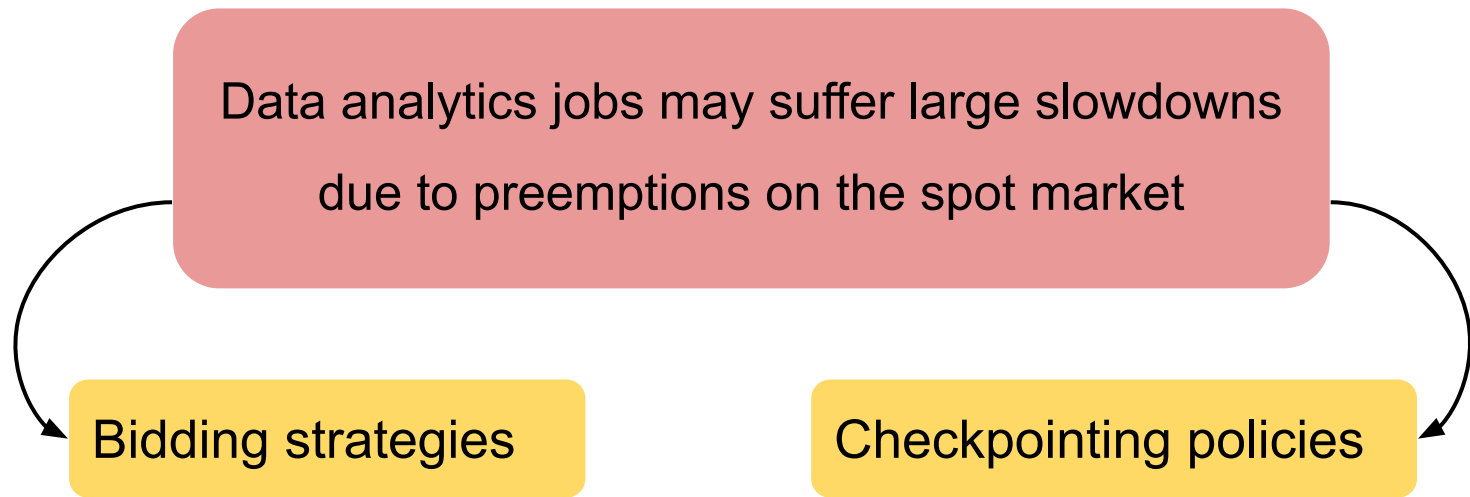 Data analytics jobs may suffer large slowdowns
due to preemptions on the spot market
Bidding strategies
Checkpointing policies